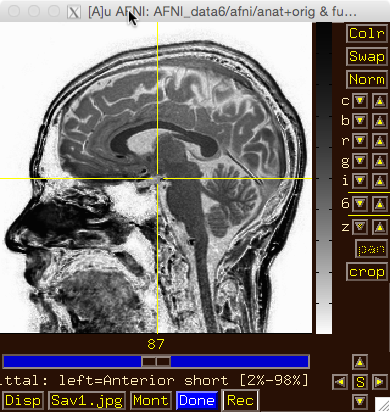 [A]u AFNI: AFNI_data6/afni/anat+orig & fu...
Colr
Swap
Norm
c
b
r
g
i
6
z
pan
crop
87
ittal: left=Anterior short [2%-98%]
S
Disp Sav1.jpg Mont Done Rec